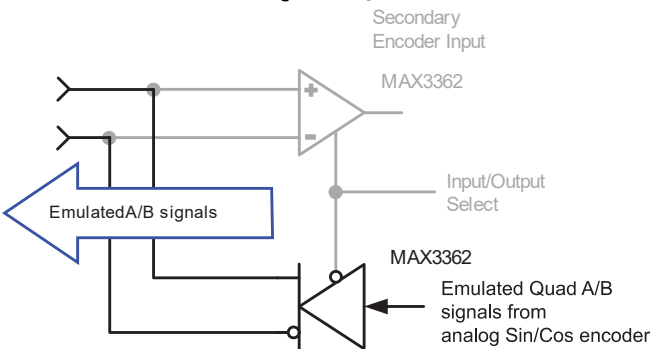 Secondary
Encoder Input
MAX3362
+
-
Input/Output
Select
EmulatedA/B signals
MAX3362
Emulated Quad A/B
signals from
analog Sin/Cos encoder